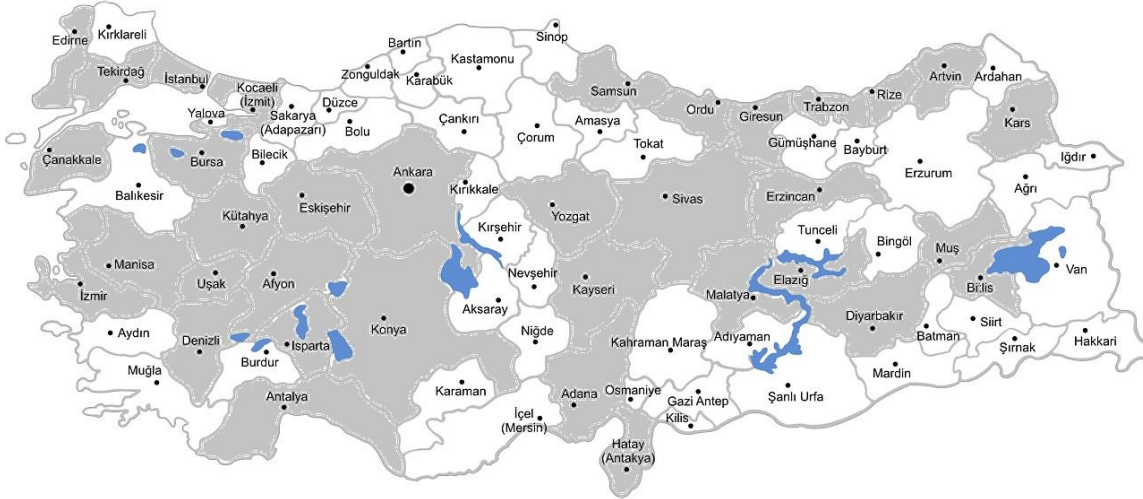 Edirne
Kırklareli
Tekirdağ
İstanbul
Kocaeli
(İzmit)
Yalova
Sakarya
(Adapazarı)
Düzce
Bolu
Zonguldak
Bartın
Karabük
Kastamonu
Sinop
Çankırı
Çorum
Samsun
Amasya
Tokat
Ordu
Giresun
Trabzon
Rize
Artvin
Ardahan
Kars
Gümüşhane
Bayburt
Erzurum
Iğdır
Ağrı
Çanakkale
Balıkesir
Bursa
Bilecik
Kütahya
Eskişehir
Ankara
Kırıkkale
Kırşehir
Yozgat
Sivas
Erzincan
Tunceli
Bingöl
Muş
Bi:lis
Van
Manisa
İzmir
Uşak
Afyon
Aydın
Denizli
Muğla
Burdur
Isparta
Antalya
Konya
Aksaray
Nevşehir
Niğde
Kayseri
Karaman
İçel
(Mersin)
Adana
Osmaniye
Hatay
(Antakya)
Kahraman Maraş
Gazi Antep
Kilis
Malatya
Elazığ
Adıyaman
Şanlı Urfa
Diyarbakır
Mardin
Batman
Siirt
Şırnak
Hakkari